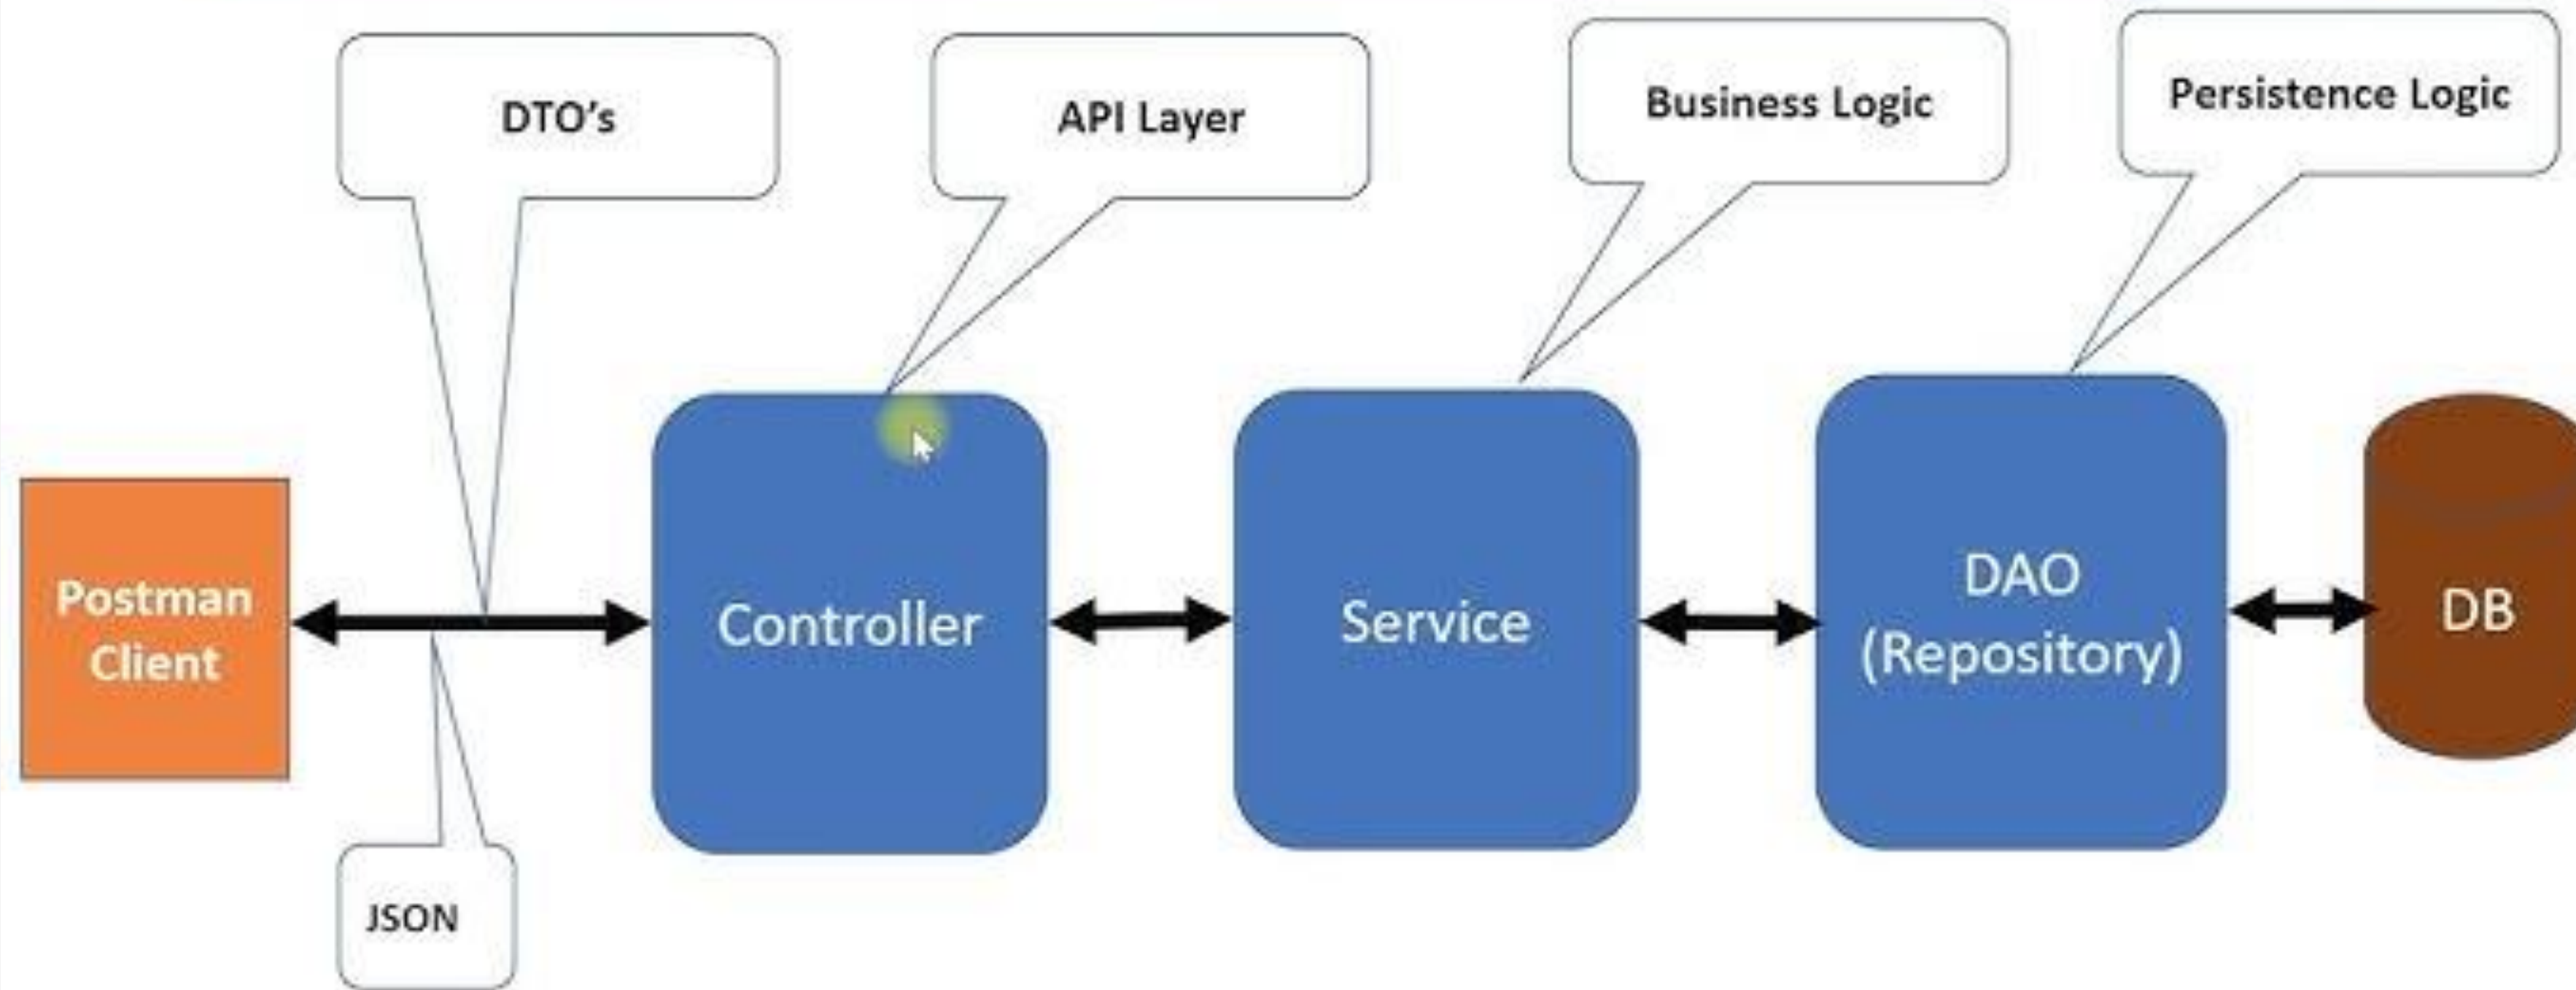 DTO’s
API Layer
Business Logic
Persistence Logic
Postman
Client
Controller
Service
DAO
(Repository)
DB
JSON